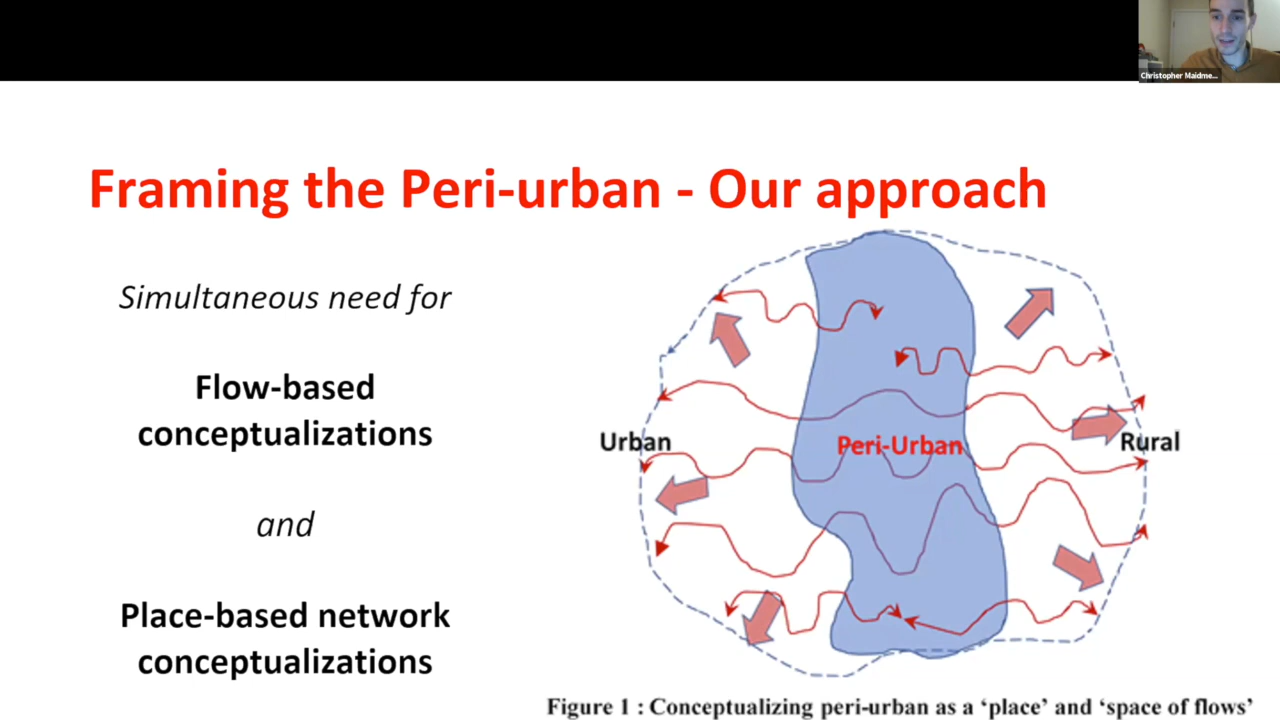 Christopher Maidme...
Framing the Peri-urban - Our approach
Simultaneous need for
Flow-based
conceptualizations
and
Place-based network
conceptualizations
Urban
Peri-Urban
Rural
Figure 1 : Conceptualizing peri-urban as a ‘place’ and ‘space of flows’